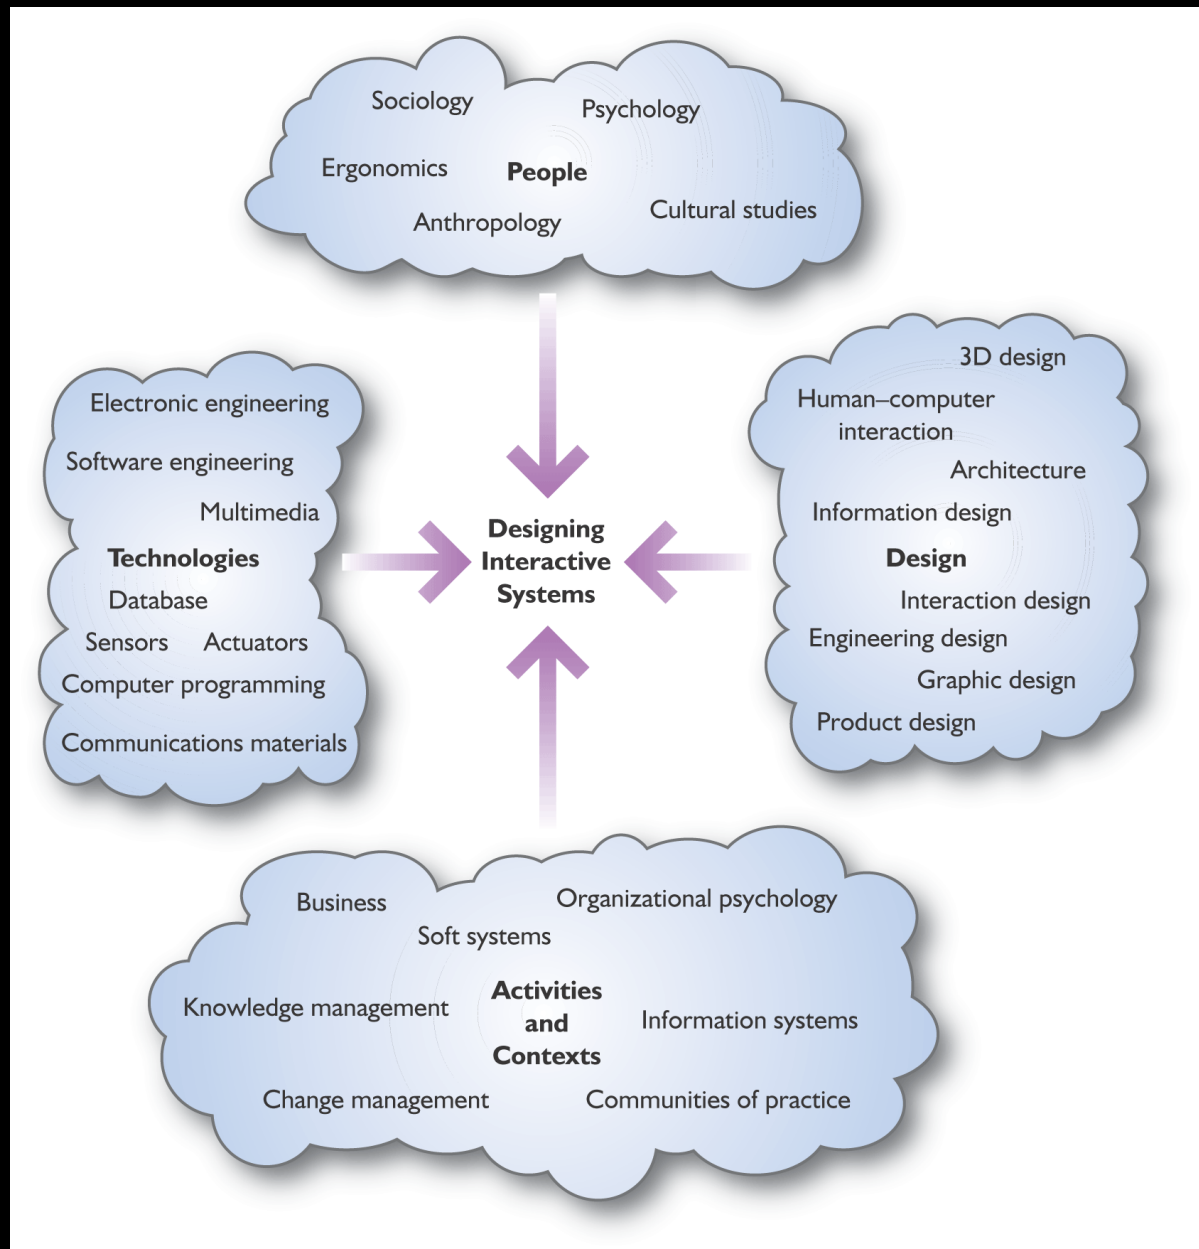 Sociology
Psychology
Ergonomics
People
Anthropology
Cultural studies
Electronic engineering
Software engineering
Multimedia
Technologies
Database
Sensors
Actuators
Computer programming
Communications materials
Designing
Interactive
Systems
3D design
Human–computer
interaction
Architecture
Information design
Design
Interaction design
Engineering design
Graphic design
Product design
Business
Organizational psychology
Soft systems
Knowledge management
Activities
and
Contexts
Information systems
Change management
Communities of practice